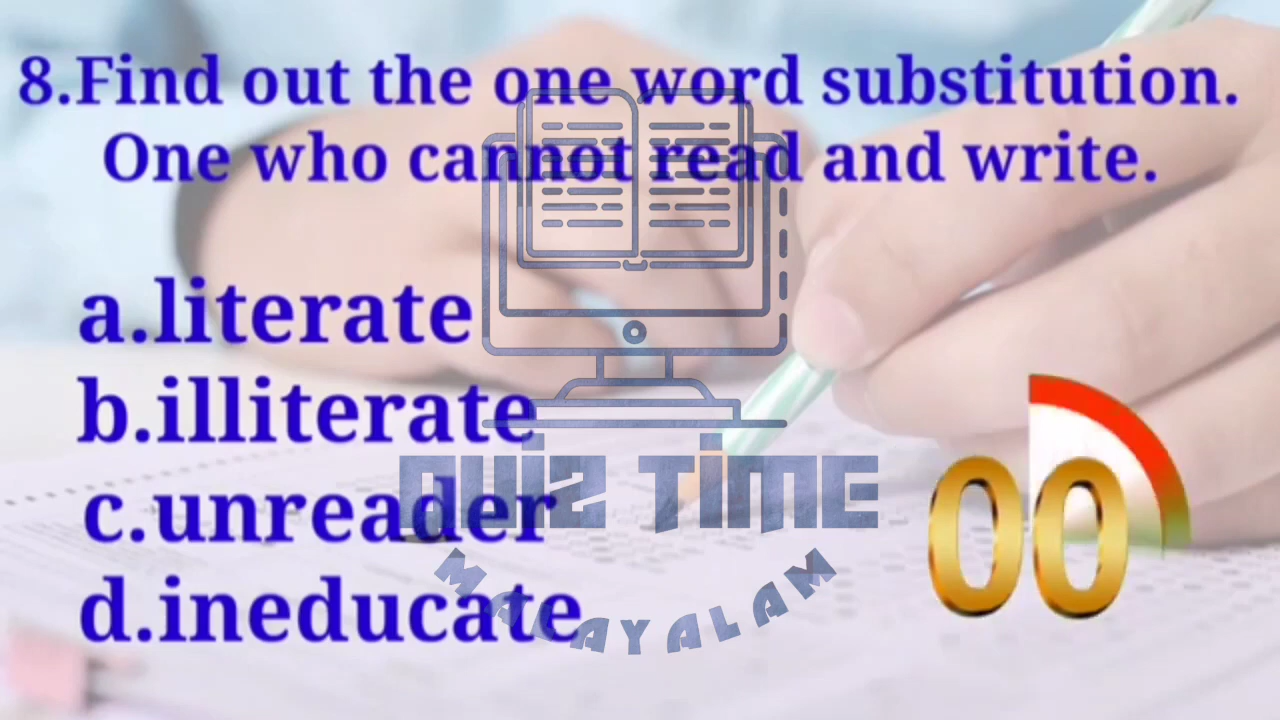 8.Find out the one word substitution.
One who cannot read and write.
a.literate
b.illiterate
c.unreader
d.ineducate
QUIZ TIME
MALAYALAM
00